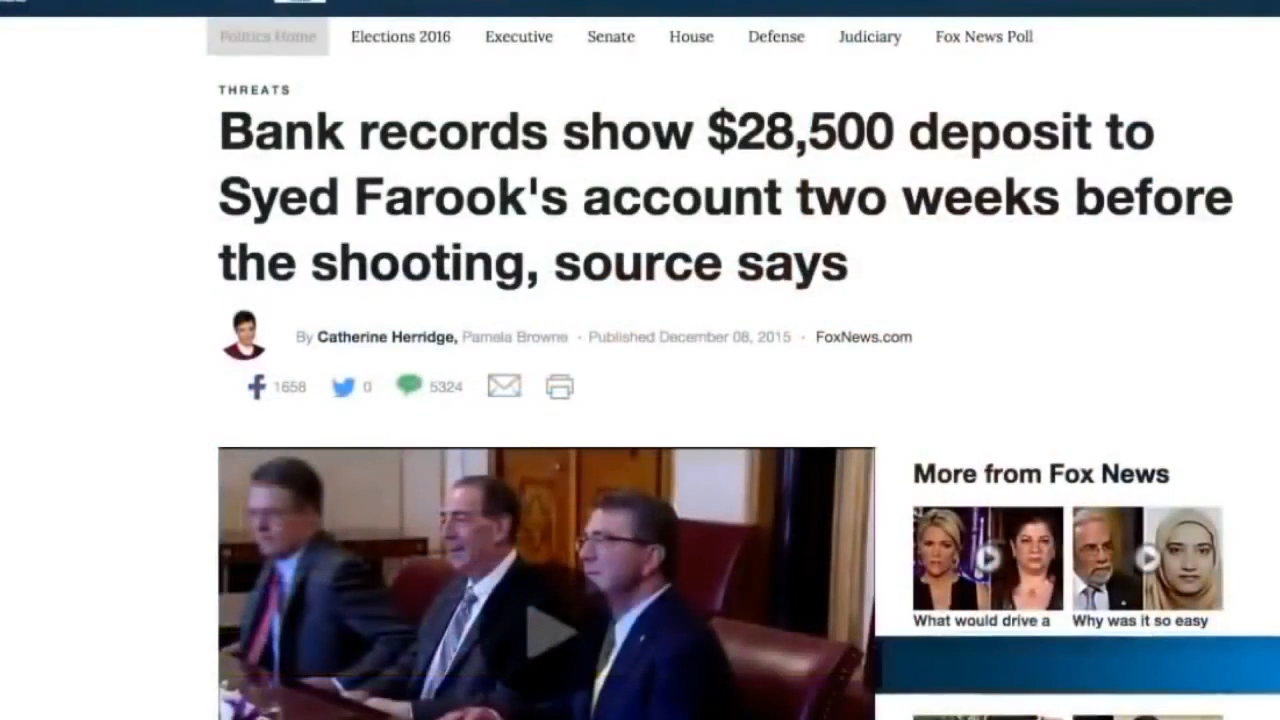 Politics Home Elections 2016 Executive Senate House Defense Judiciary Fox News Poll
THREATS
Bank records show $28,500 deposit to
Syed Farook's account two weeks before
the shooting, source says
By Catherine Herridge, Pamela Browne · Published December 08, 2015 · FoxNews.com
1658 0 5324
More from Fox News
What would drive a Why was it so easy